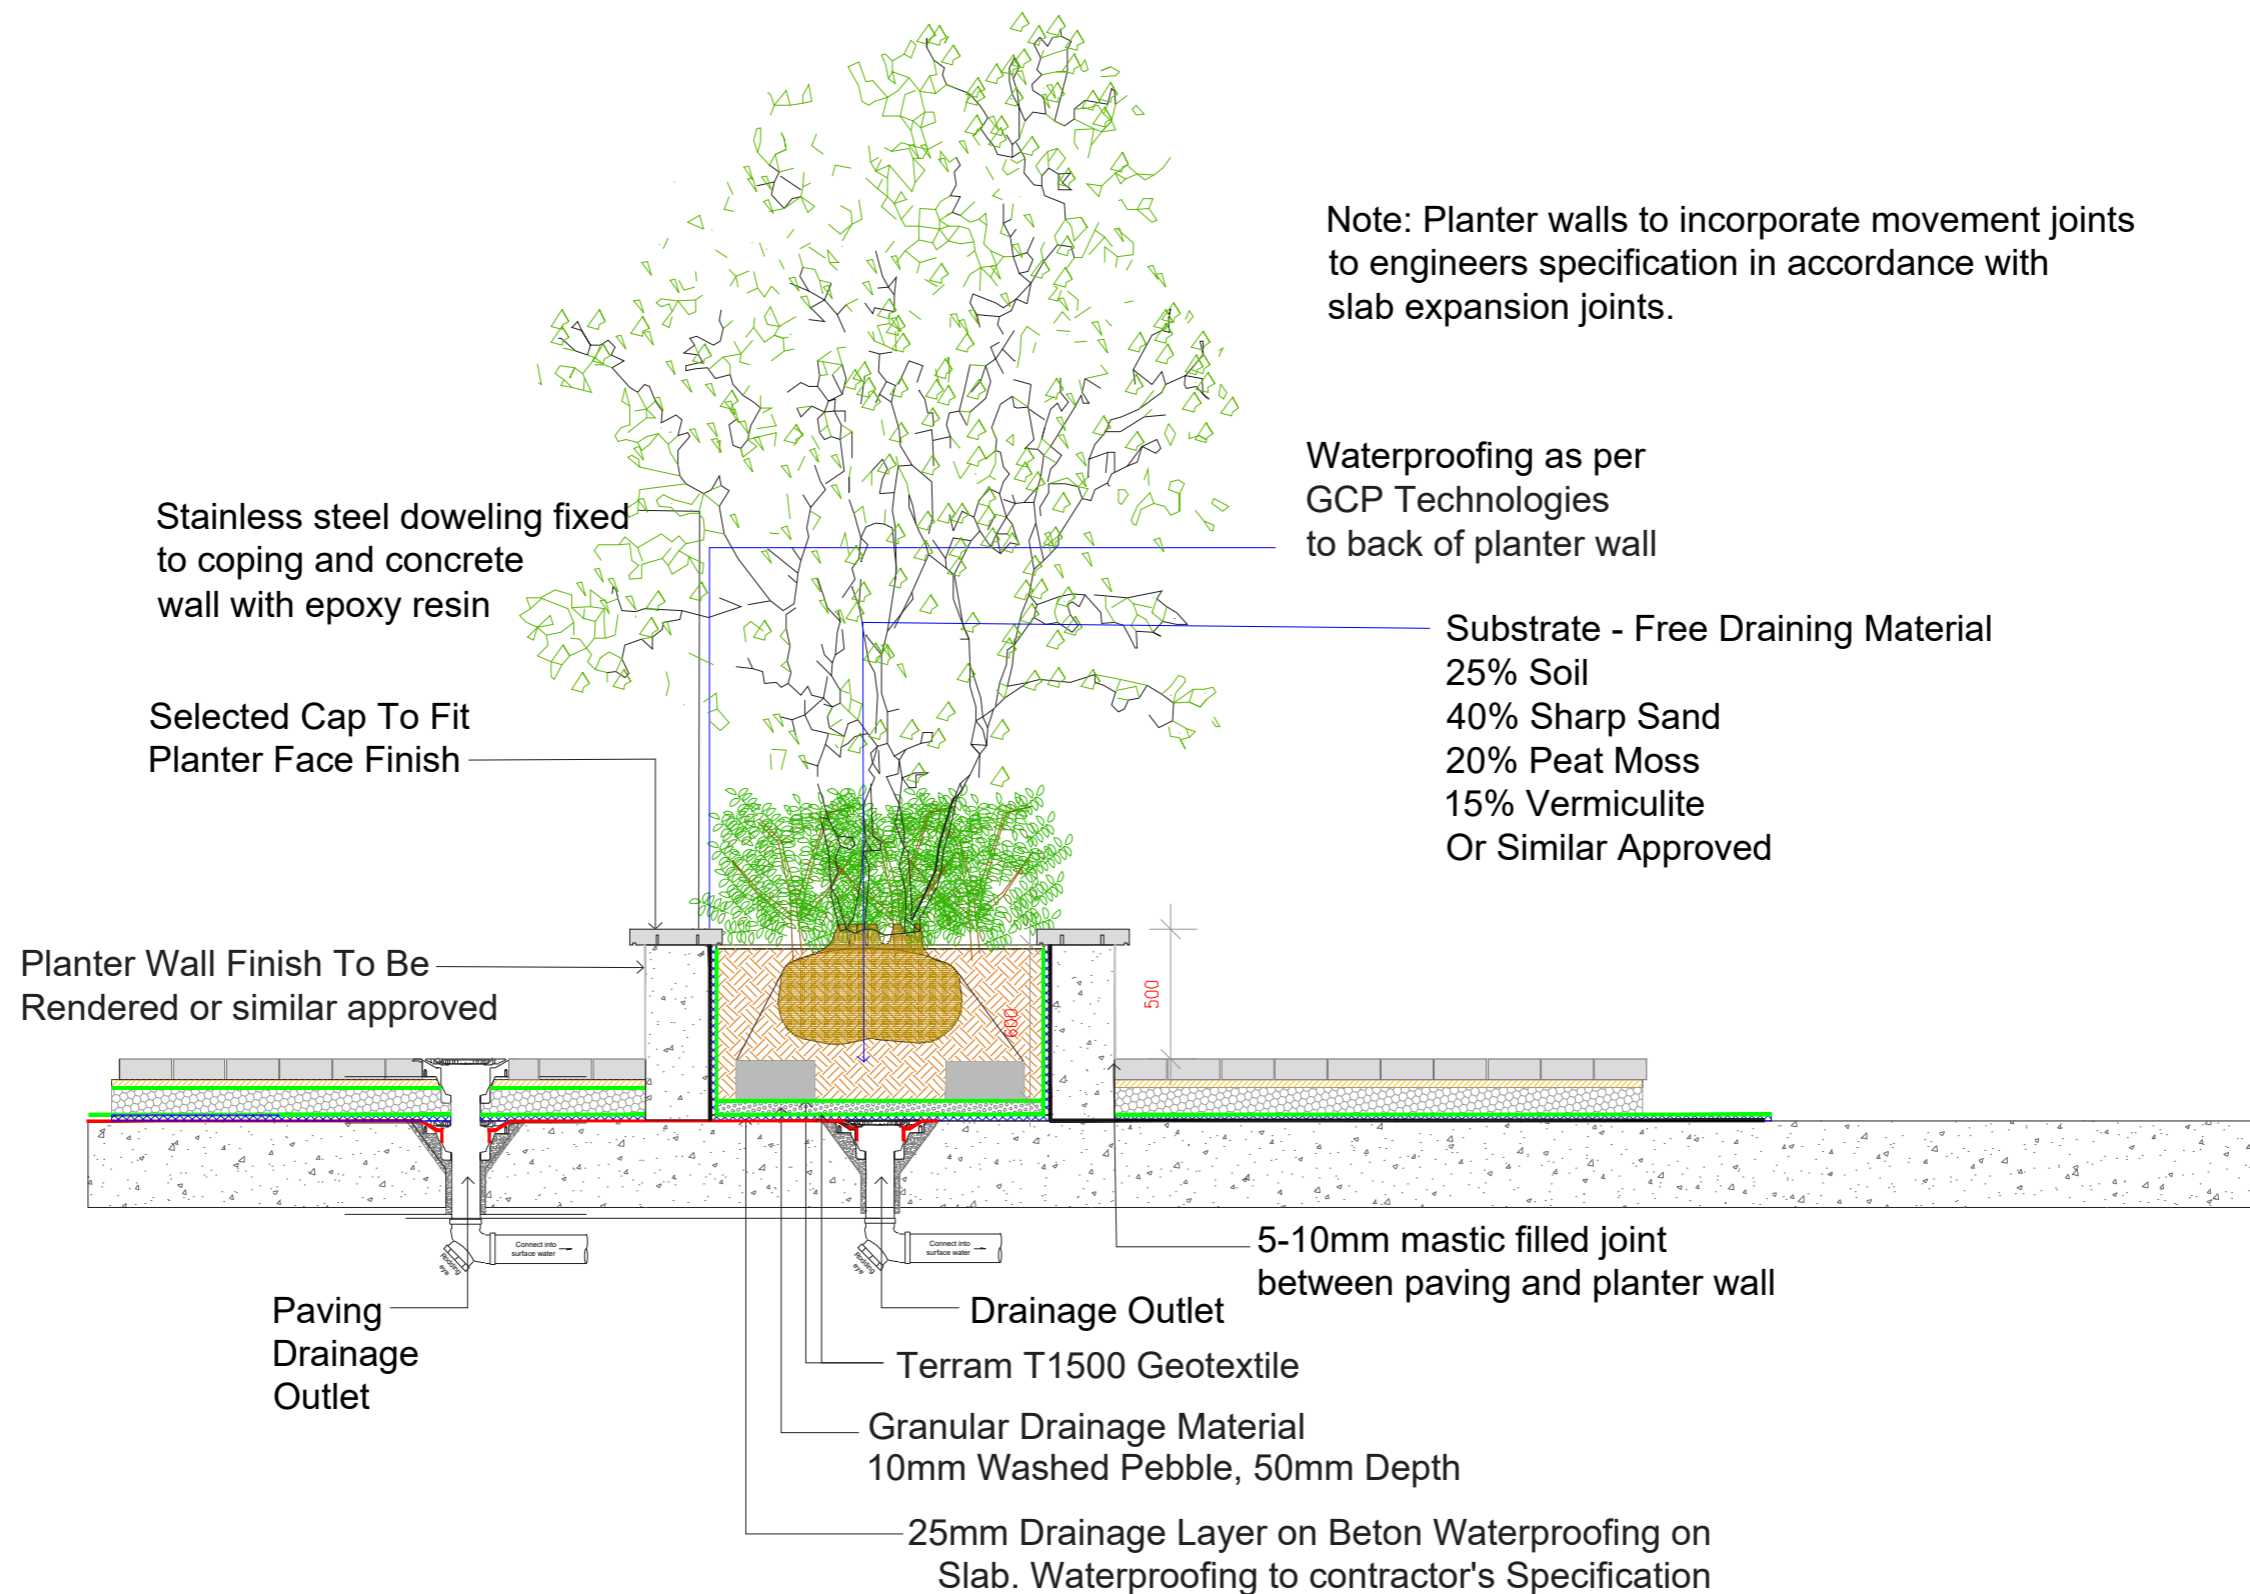 Note: Planter walls to incorporate movement joints
to engineers specification in accordance with
slab expansion joints.
Waterproofing as per
GCP Technologies
to back of planter wall
Stainless steel doweling fixed
to coping and concrete
wall with epoxy resin
Substrate - Free Draining Material
25% Soil
40% Sharp Sand
20% Peat Moss
15% Vermiculite
Or Similar Approved
Selected Cap To Fit
Planter Face Finish
Planter Wall Finish To Be
Rendered or similar approved
600
500
Connect into
surface water
Rodding
eye
Connect into
surface water
Rodding
eye
5-10mm mastic filled joint
between paving and planter wall
Paving
Drainage
Outlet
Drainage Outlet
Terram T1500 Geotextile
Granular Drainage Material
10mm Washed Pebble, 50mm Depth
25mm Drainage Layer on Beton Waterproofing on
Slab. Waterproofing to contractor's Specification